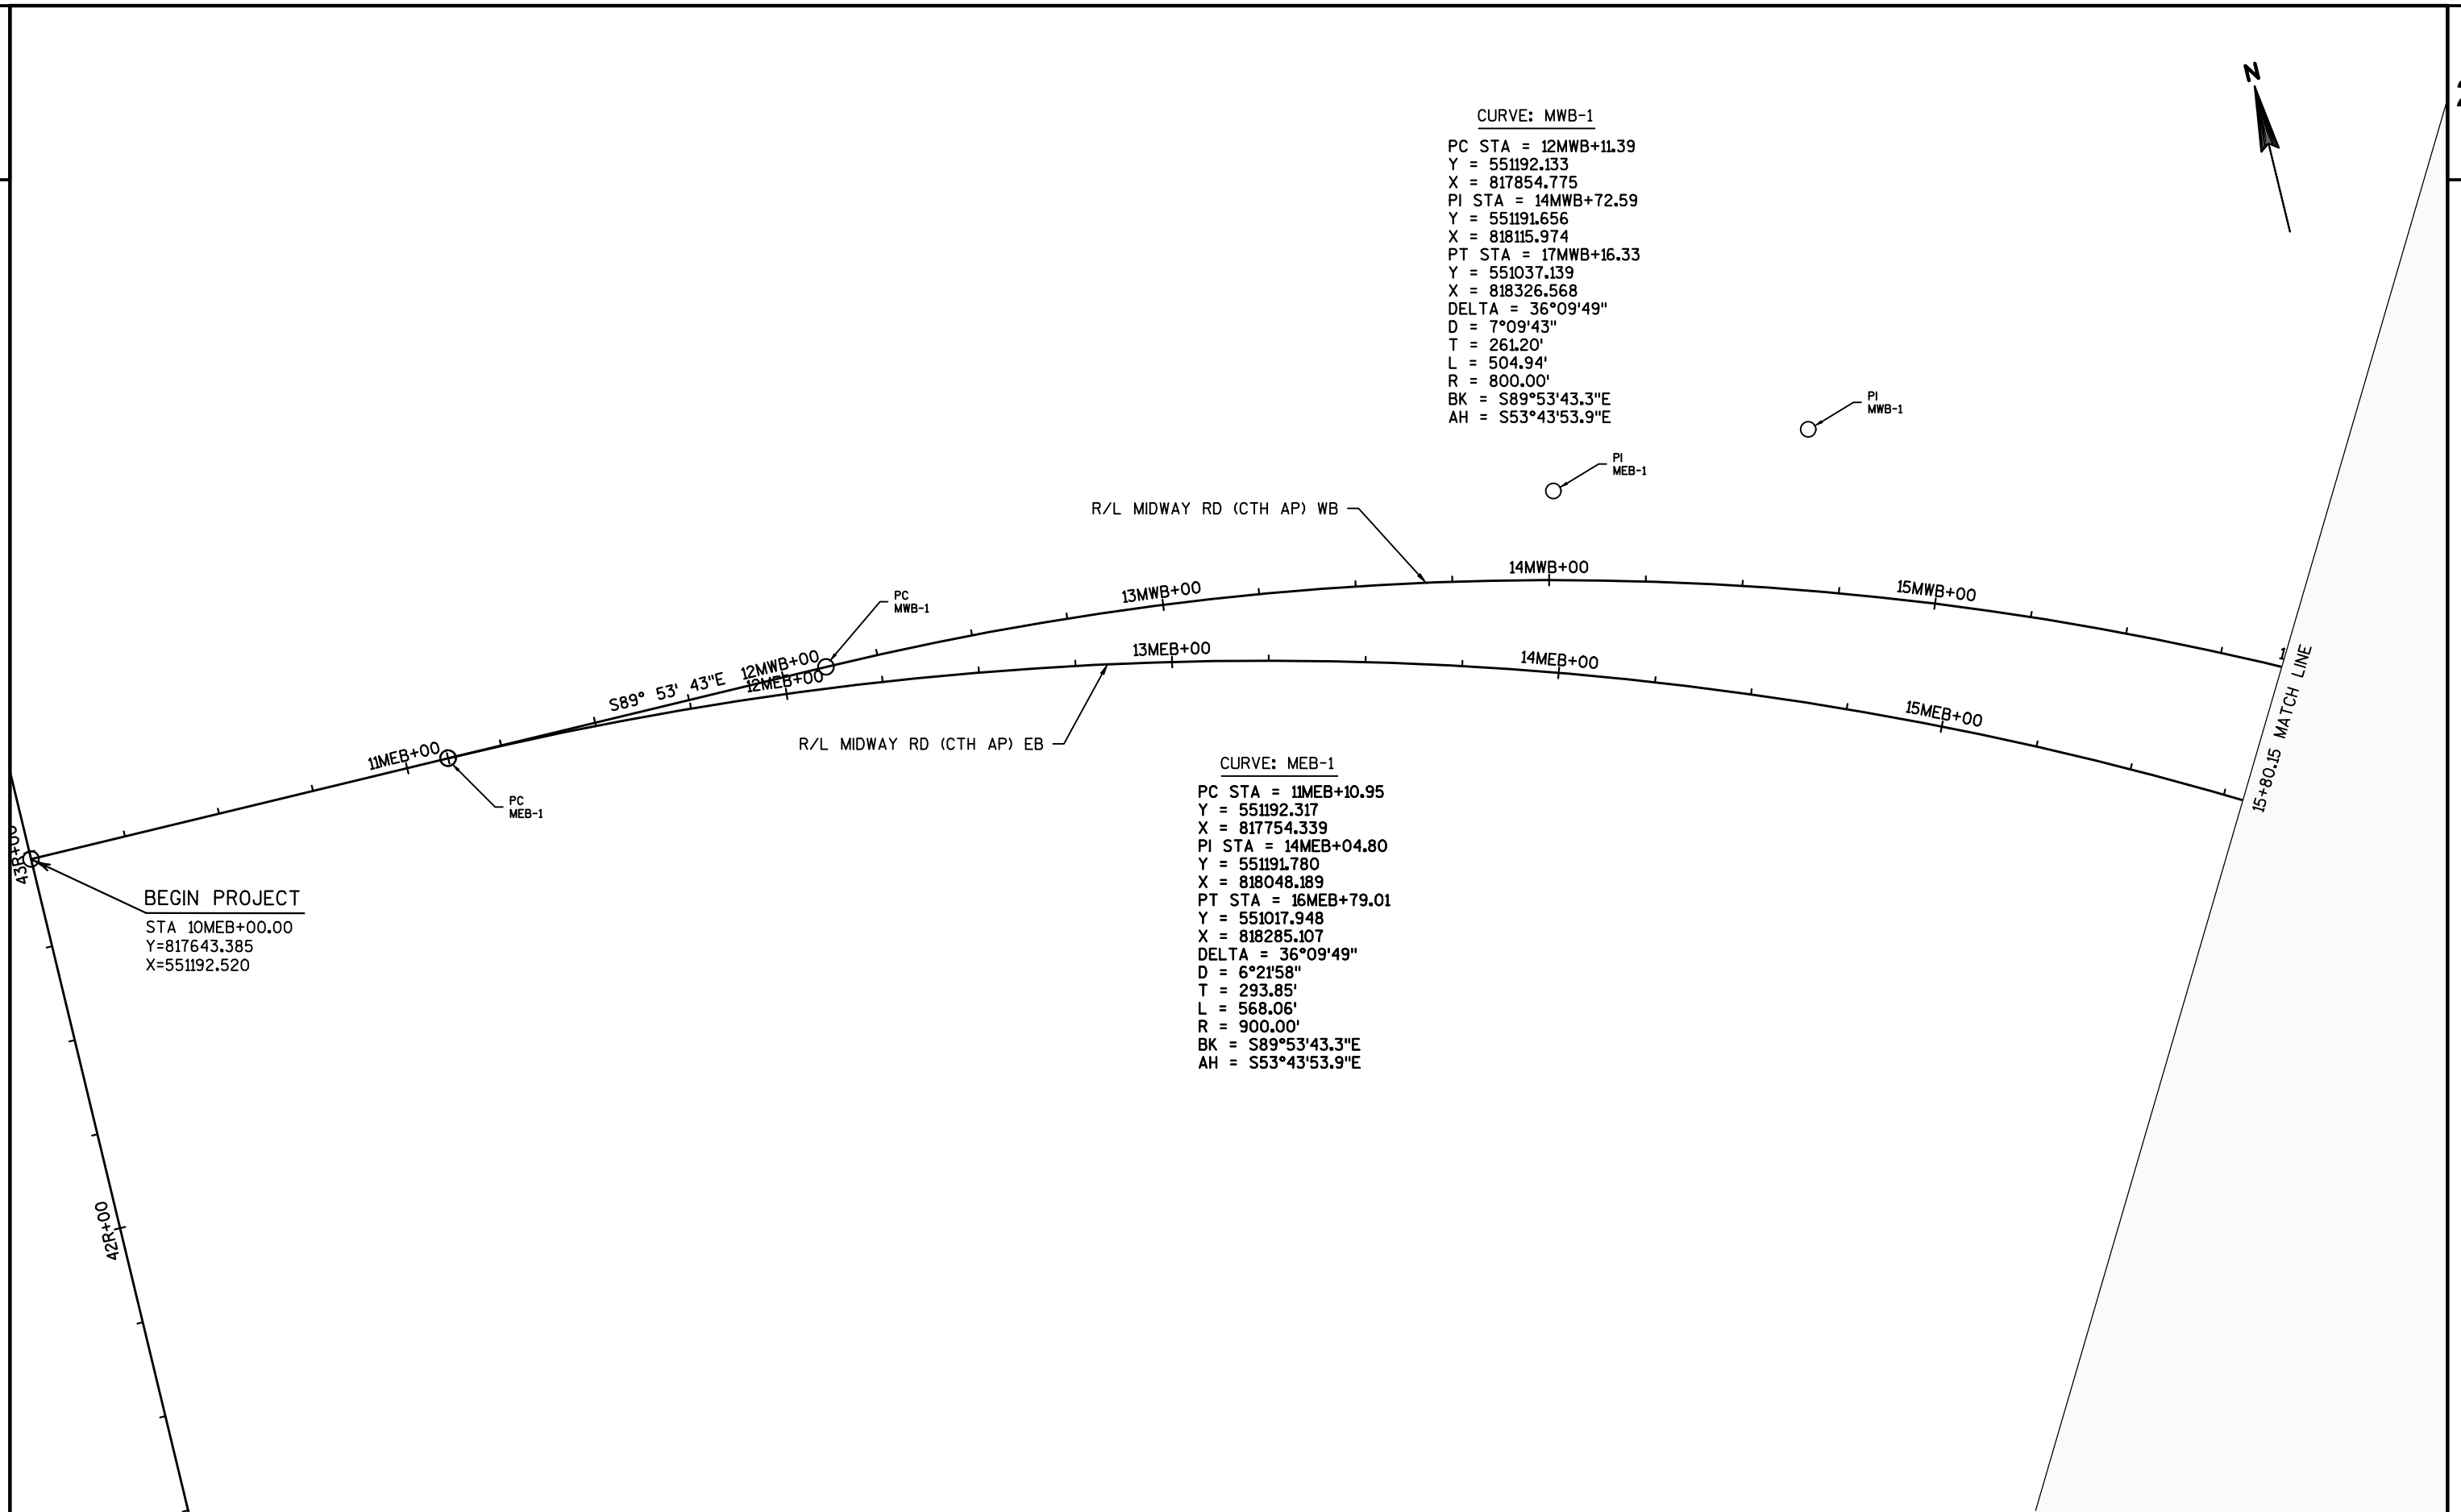 N
CURVE: MWB-1
PC STA = 12MWB+11.39
Y = 551192.133
X = 817854.775
PI STA = 14MWB+72.59
Y = 551191.656
X = 818115.974
PT STA = 17MWB+16.33
Y = 551037.139
X = 818326.568
DELTA = 36°09'49"
D = 7°09'43"
T = 261.20'
L = 504.94'
R = 800.00'
BK = S89°53'43.3"E
AH = S53°43'53.9"E
PI
MWB-1
PI
MEB-1
R/L MIDWAY RD (CTH AP) WB
14MWB+00
13MWB+00
15MWB+00
PC
MWB-1
12MWB+00
S89° 53' 43"E
12MEB+00
13MEB+00
14MEB+00
15MEB+00
1
15+80.15 MATCH LINE
R/L MIDWAY RD (CTH AP) EB
11MEB+00
PC
MEB-1
CURVE: MEB-1
PC STA = 11MEB+10.95
Y = 551192.317
X = 817754.339
PI STA = 14MEB+04.80
Y = 551191.780
X = 818048.189
PT STA = 16MEB+79.01
Y = 551017.948
X = 818285.107
DELTA = 36°09'49"
D = 6°21'58"
T = 293.85'
L = 568.06'
R = 900.00'
BK = S89°53'43.3"E
AH = S53°43'53.9"E
43R+00
BEGIN PROJECT
STA 10MEB+00.00
Y=817643.385
X=551192.520
42R+00